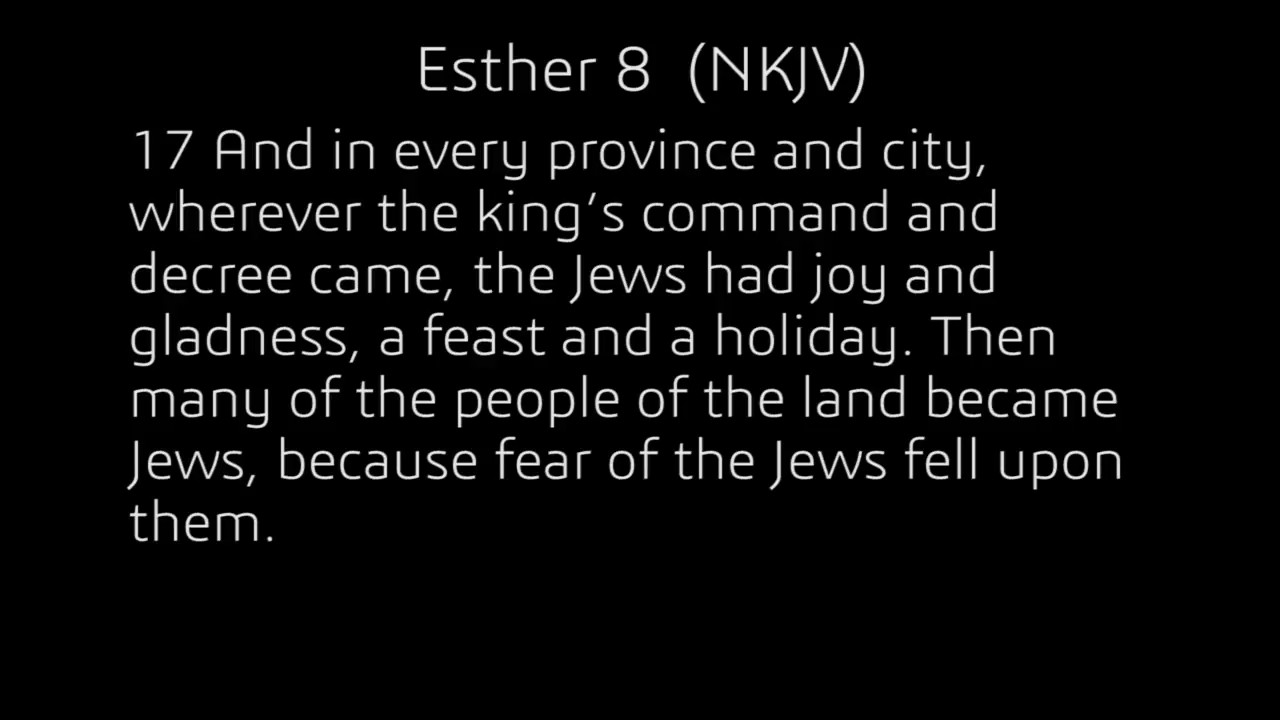 Esther 8 (NKJV)
17 And in every province and city,
wherever the king’s command and
decree came, the Jews had joy and
gladness, a feast and a holiday. Then
many of the people of the land became
Jews, because fear of the Jews fell upon
them.